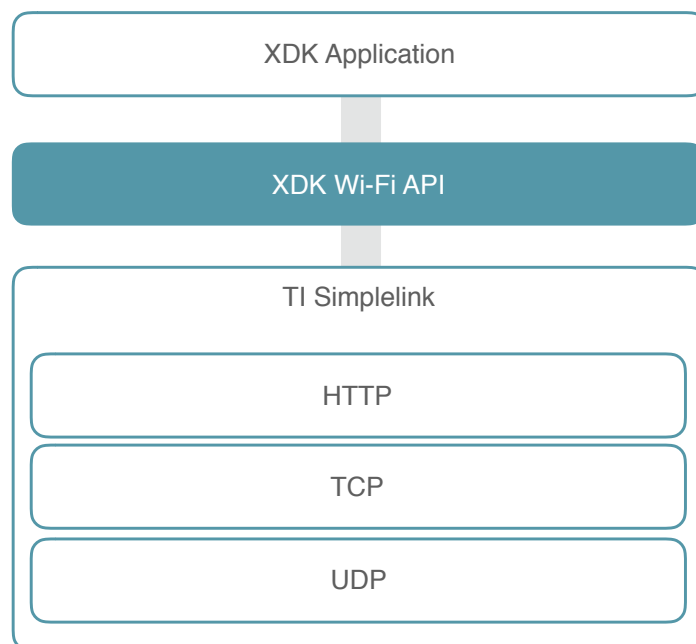 XDK Application
XDK Wi-Fi API
TI Simplelink
HTTP
TCP
UDP